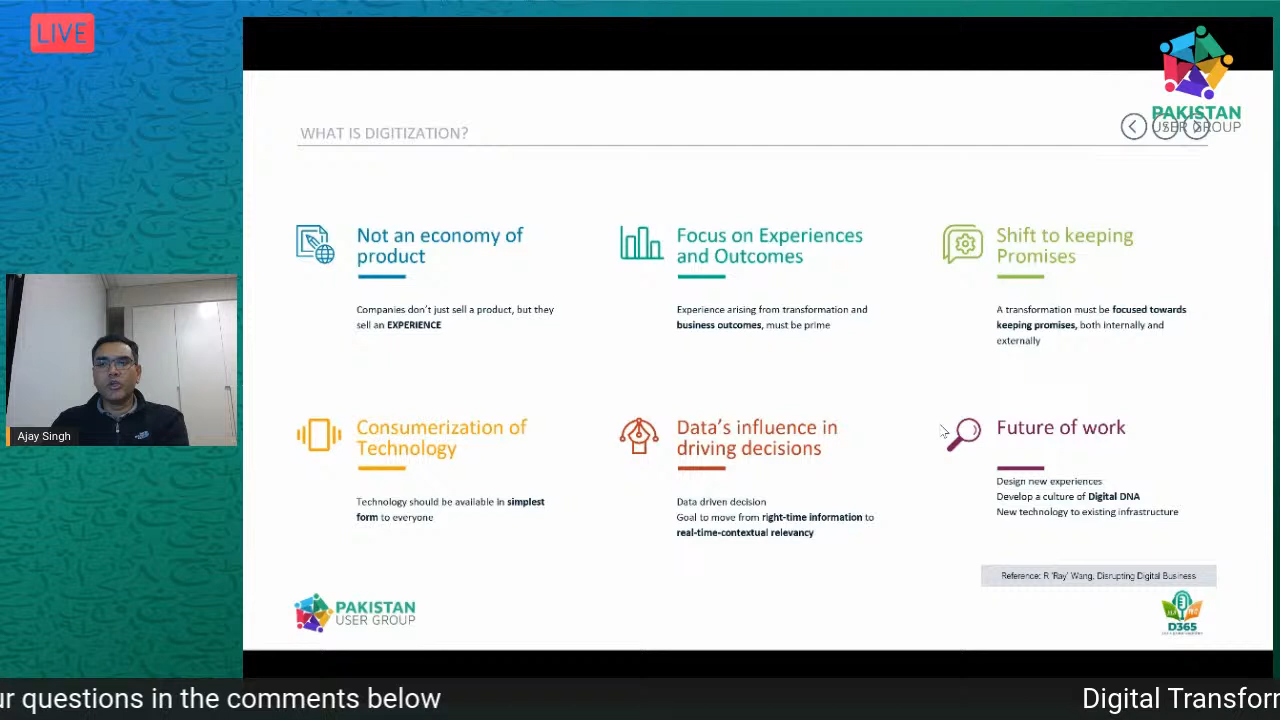 LIVE
PAKISTAN
USER GROUP
WHAT IS DIGITIZATION?
Not an economy of
product
Companies don't just sell a product, but they
sell an EXPERIENCE
Focus on Experiences
and Outcomes
Experience arising from transformation and
business outcomes, must be prime
Shift to keeping
Promises
A transformation must be focused towards
keeping promises, both internally and
externally
Ajay Singh
Consumerization of
Technology
Technology should be available in simplest
form to everyone
Data's influence in
driving decisions
Data driven decision
Goal to move from right-time information to
real-time-contextual relevancy
Future of work
Design new experiences
Develop a culture of Digital DNA
New technology to existing infrastructure
Reference: R 'Ray' Wang, Disrupting Digital Business
PAKISTAN
USER GROUP
D365
ur questions in the comments below
Digital Transfor